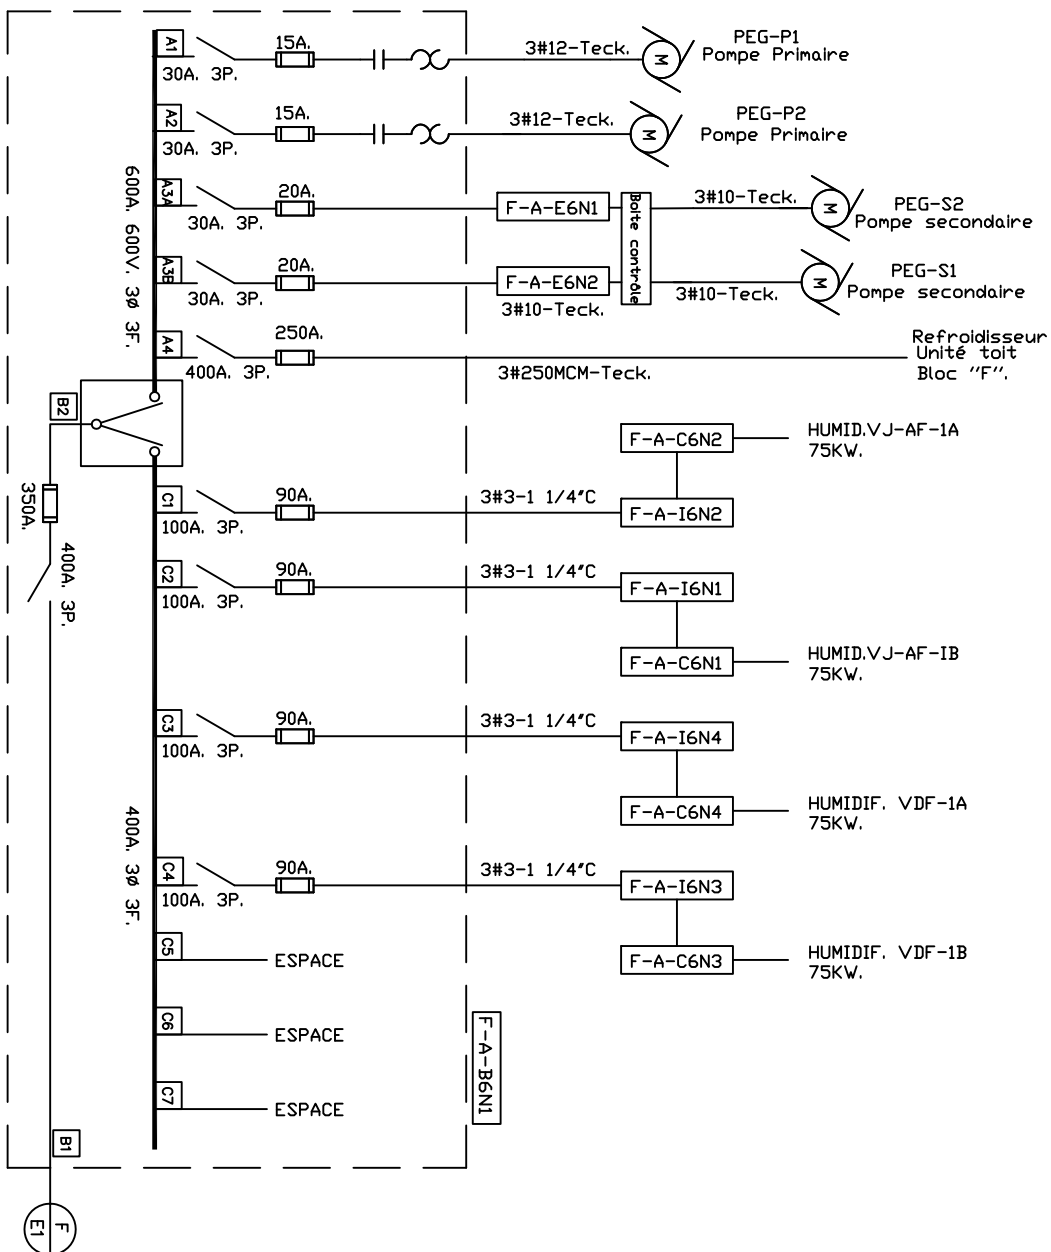 A1
30A. 3P.
15A.
3#12-Teck.
M
PEG-P1
Pompe Primaire
A2
30A. 3P.
15A.
3#12-Teck.
M
PEG-P2
Pompe Primaire
600A. 600V. 3ø 3F.
A3A
30A. 3P.
20A.
F-A-E6N1
Boite contrôle
3#10-Teck.
M
PEG-S2
Pompe secondaire
A3B
30A. 3P.
20A.
F-A-E6N2
3#10-Teck.
3#10-Teck.
M
PEG-S1
Pompe secondaire
A4
400A. 3P.
250A.
3#250MCM-Teck.
Refroidisseur
Unité toit
Bloc "F".
B2
350A.
400A. 3P.
F-A-C6N2
HUMID.VJ-AF-1A
75KW.
C1
100A. 3P.
90A.
3#3-1 1/4"C
F-A-I6N2
C2
100A. 3P.
90A.
3#3-1 1/4"C
F-A-I6N1
F-A-C6N1
HUMID.VJ-AF-IB
75KW.
C3
100A. 3P.
90A.
3#3-1 1/4"C
F-A-I6N4
F-A-C6N4
HUMIDIF. VDF-1A
75KW.
400A. 3ø 3F.
C4
100A. 3P.
90A.
3#3-1 1/4"C
F-A-I6N3
F-A-C6N3
HUMIDIF. VDF-1B
75KW.
C5
ESPACE
C6
ESPACE
C7
ESPACE
F-A-B6N1
B1
F
E1